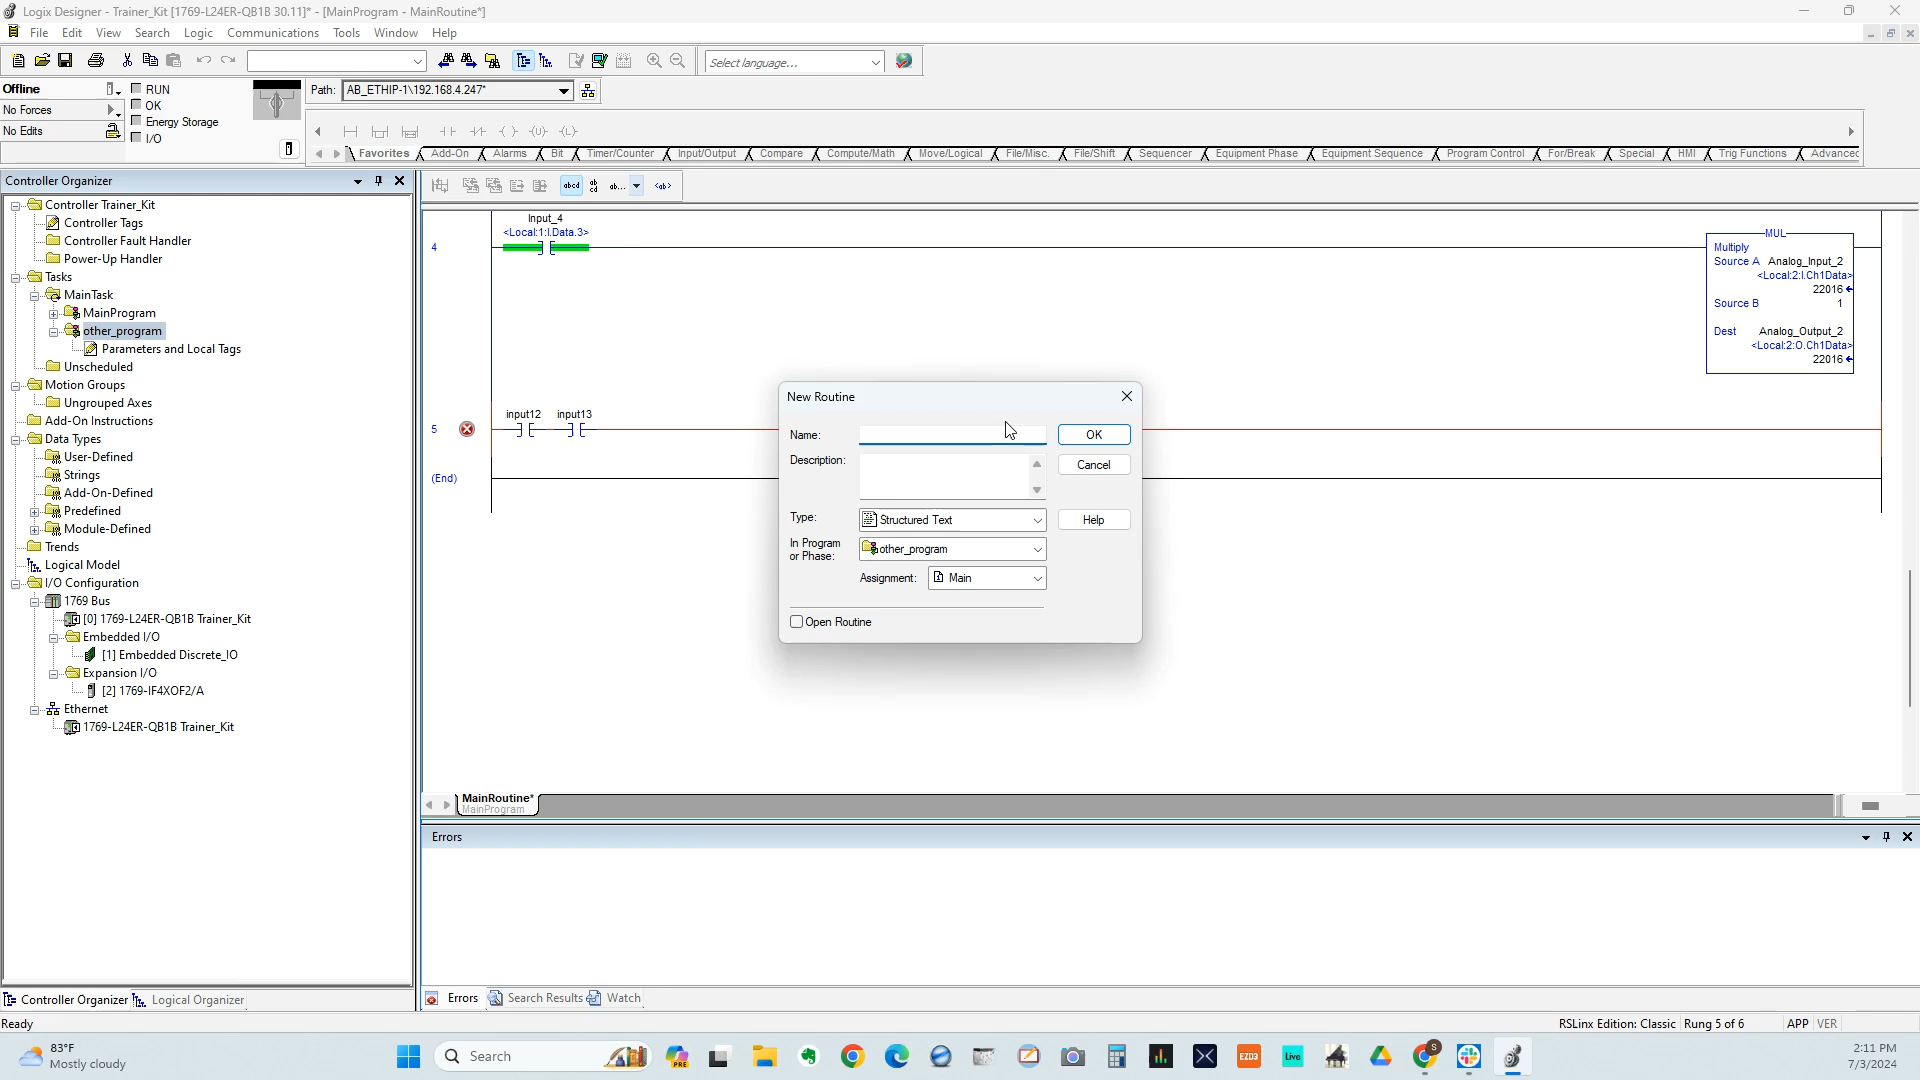 Logix Designer - Trainer_Kit [1769-L24ER-QB1B 30.11]* - [MainProgram - MainRoutine*]
File Edit View Search Logic Communications Tools Window Help
Select language...
Offline RUN Path: AB_ETHIP-1\192.168.4.247*
No Forces OK
No Edits Energy Storage
I/O
Favorites Add-On Alarms Bit Timer/Counter Input/Output Compare Compute/Math Move/Logical File/Misc. File/Shift Sequencer Equipment Phase Equipment Sequence Program Control For/Break Special HMI Trig Functions Advanced
Controller Organizer
Controller Trainer_Kit
Controller Tags
Controller Fault Handler
Power-Up Handler
Tasks
MainTask
MainProgram
other_program
Parameters and Local Tags
Unscheduled
Motion Groups
Ungrouped Axes
Add-On Instructions
Data Types
User-Defined
Strings
Add-On-Defined
Predefined
Module-Defined
Trends
Logical Model
I/O Configuration
1769 Bus
[0] 1769-L24ER-QB1B Trainer_Kit
Embedded I/O
[1] Embedded Discrete_IO
Expansion I/O
[2] 1769-IF4XOF2/A
Ethernet
1769-L24ER-QB1B Trainer_Kit
Controller Organizer Logical Organizer
abcd ab cd ab... <ab>
Input_4
<Local:1:I.Data.3>
4
MUL
Multiply
Source A Analog_Input_2
<Local:2:I.Ch1Data>
22016
Source B 1
Dest Analog_Output_2
<Local:2:O.Ch1Data>
22016
input12 input13
5
(End)
New Routine
Name: OK
Description: Cancel
Type: Structured Text Help
In Program or Phase: other_program
Assignment: Main
Open Routine
MainRoutine*
MainProgram
Errors
Errors Search Results Watch
Ready RSLinx Edition: Classic Rung 5 of 6 APP VER
83°F
Mostly cloudy
Search
PRE
EZD3
Live
S
2:11 PM
7/3/2024